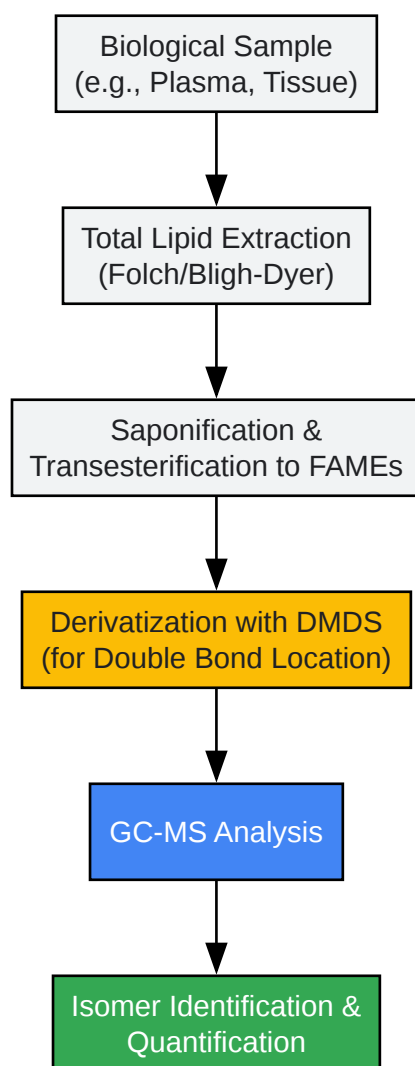 Biological Sample
(e.g., Plasma, Tissue)
Total Lipid Extraction
(Folch/Bligh-Dyer)
Saponification &
Transesterification to FAMEs
Derivatization with DMDS
(for Double Bond Location)
GC-MS Analysis
Isomer Identification &
Quantification